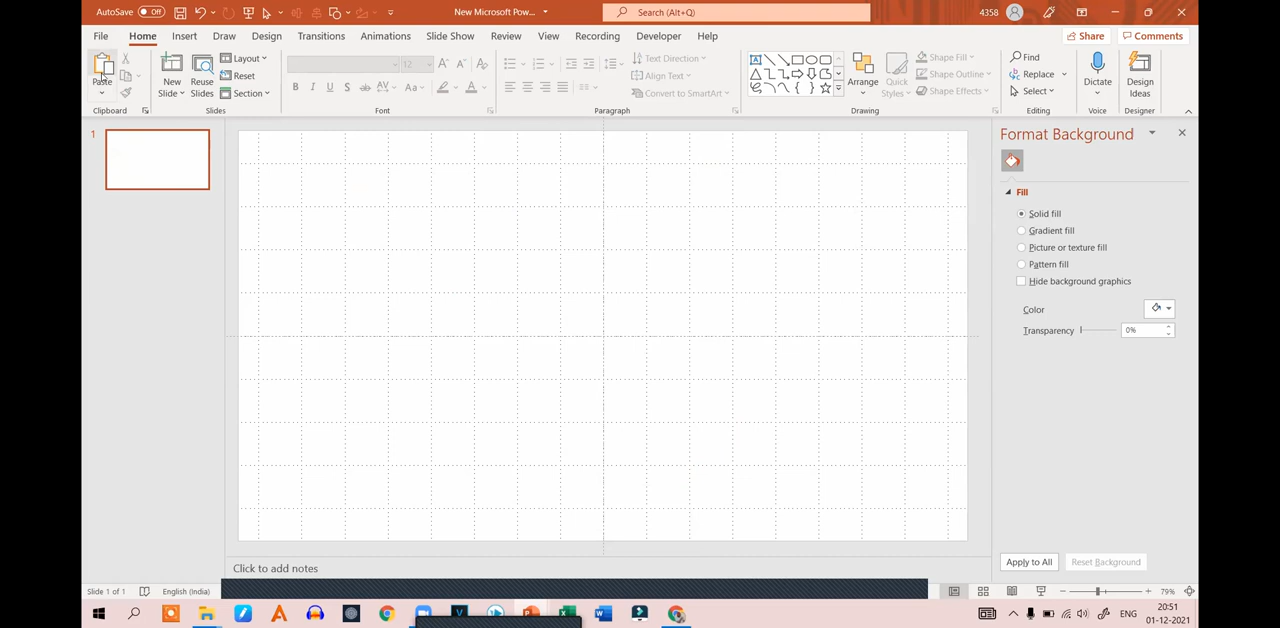 AutoSave Off New Microsoft Pow... Search (Alt+Q) 4358
File Home Insert Draw Design Transitions Animations Slide Show Review View Recording Developer Help Share Comments
Paste New Slide Reuse Slides Layout Reset Section
12 Aa A A
Text Direction Align Text Convert to SmartArt
Arrange Quick Styles Shape Fill Shape Outline Shape Effects
Find Replace Select Dictate Design Ideas
Clipboard Slides Font Paragraph Drawing Editing Voice Designer
1
Format Background
Fill
Solid fill
Gradient fill
Picture or texture fill
Pattern fill
Hide background graphics
Color
Transparency 0%
Apply to All Reset Background
Click to add notes
Slide 1 of 1 English (India) 79%
ENG 20:51
01-12-2021